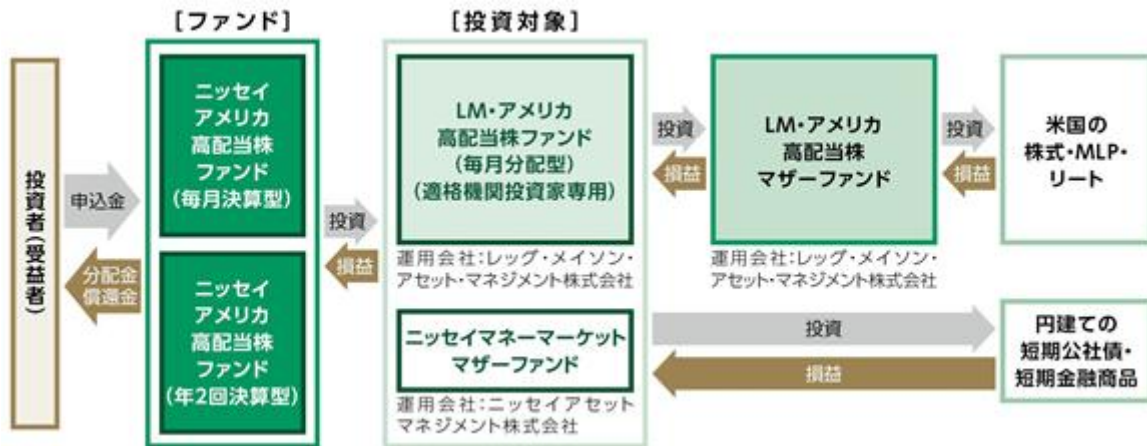 [ファンド]
[投資対象]
投資者(受益者)
申込金
分配金
償還金
ニッセイ
アメリカ
高配当株
ファンド
(毎月決算型)
ニッセイ
アメリカ
高配当株
ファンド
(年2回決算型)
投資
損益
LM・アメリカ
高配当株ファンド
(毎月分配型)
(適格機関投資家専用)
運用会社:レッグ・メイソン・
アセット・マネジメント株式会社
投資
損益
LM・アメリカ
高配当株
マザーファンド
運用会社:レッグ・メイソン・
アセット・マネジメント株式会社
投資
損益
米国の
株式・MLP・
リート
ニッセイマネーマーケット
マザーファンド
運用会社:ニッセイアセット
マネジメント株式会社
投資
損益
円建ての
短期公社債・
短期金融商品